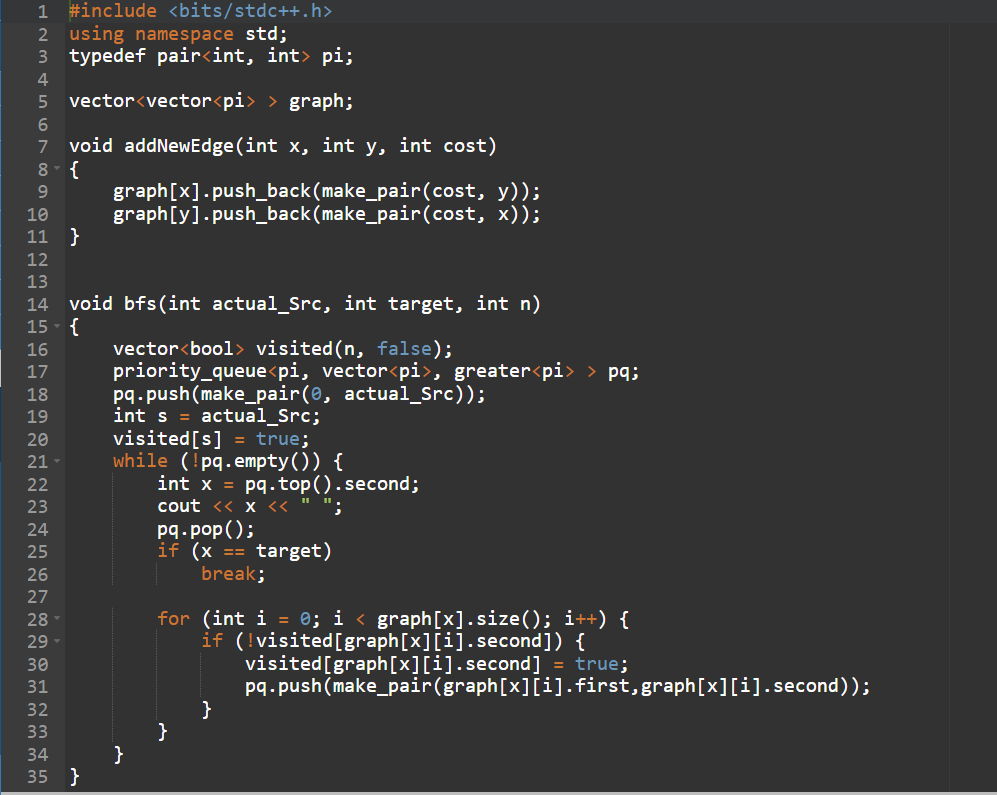 1 #include <bits/stdc++.h>
2 using namespace std;
3 typedef pair<int, int> pi;
4
5 vector<vector<pi> > graph;
6
7 void addNewEdge(int x, int y, int cost)
8 {
9     graph[x].push_back(make_pair(cost, y));
10     graph[y].push_back(make_pair(cost, x));
11 }
12
13
14 void bfs(int actual_Src, int target, int n)
15 {
16     vector<bool> visited(n, false);
17     priority_queue<pi, vector<pi>, greater<pi> > pq;
18     pq.push(make_pair(0, actual_Src));
19     int s = actual_Src;
20     visited[s] = true;
21     while (!pq.empty()) {
22         int x = pq.top().second;
23         cout << x << " ";
24         pq.pop();
25         if (x == target)
26             break;
27
28         for (int i = 0; i < graph[x].size(); i++) {
29             if (!visited[graph[x][i].second]) {
30                 visited[graph[x][i].second] = true;
31                 pq.push(make_pair(graph[x][i].first,graph[x][i].second));
32             }
33         }
34     }
35 }